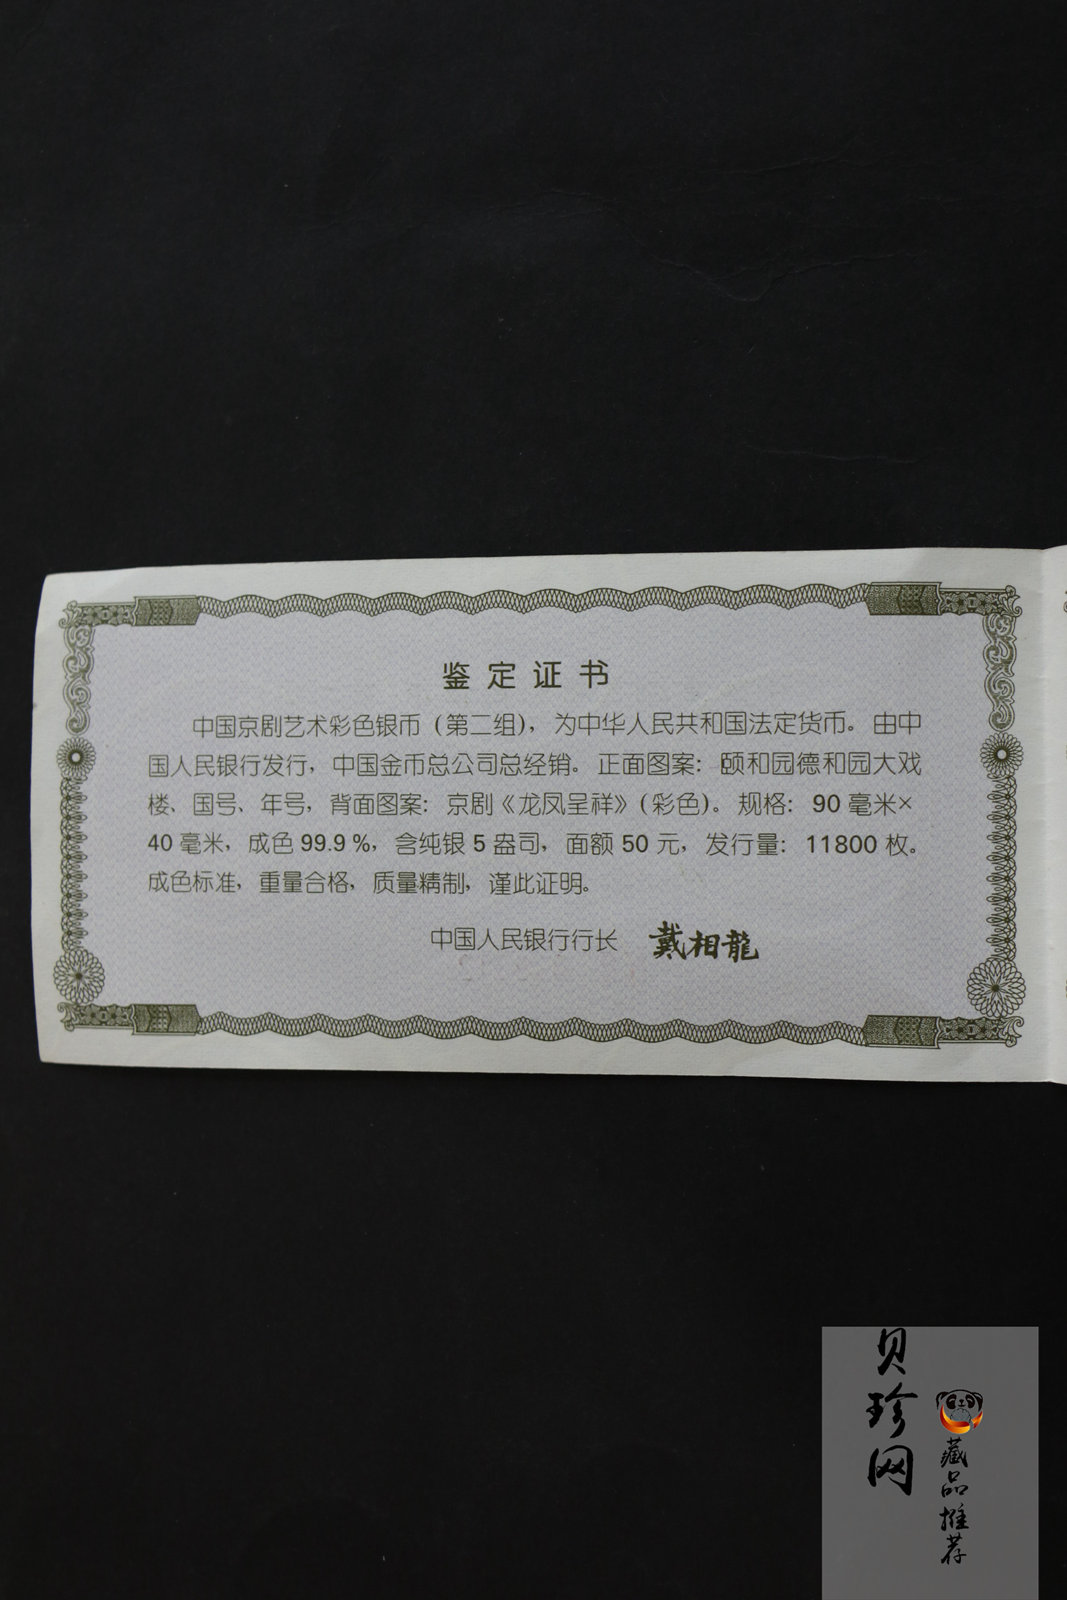 鉴定证书
中国京剧艺术彩色银币(第二组)，为中华人民共和国法定货币。由中
国人民银行发行，中国金币总公司总经销。正面图案：颐和园德和园大戏
楼、国号、年号，背面图案：京剧《龙凤呈祥》(彩色)。规格：90毫米×
40毫米，成色99.9%，含纯银5盎司，面额50元，发行量：11800枚。
成色标准，重量合格，质量精制，谨此证明。
中国人民银行行长 戴相龍
贝珍网
藏品推荐